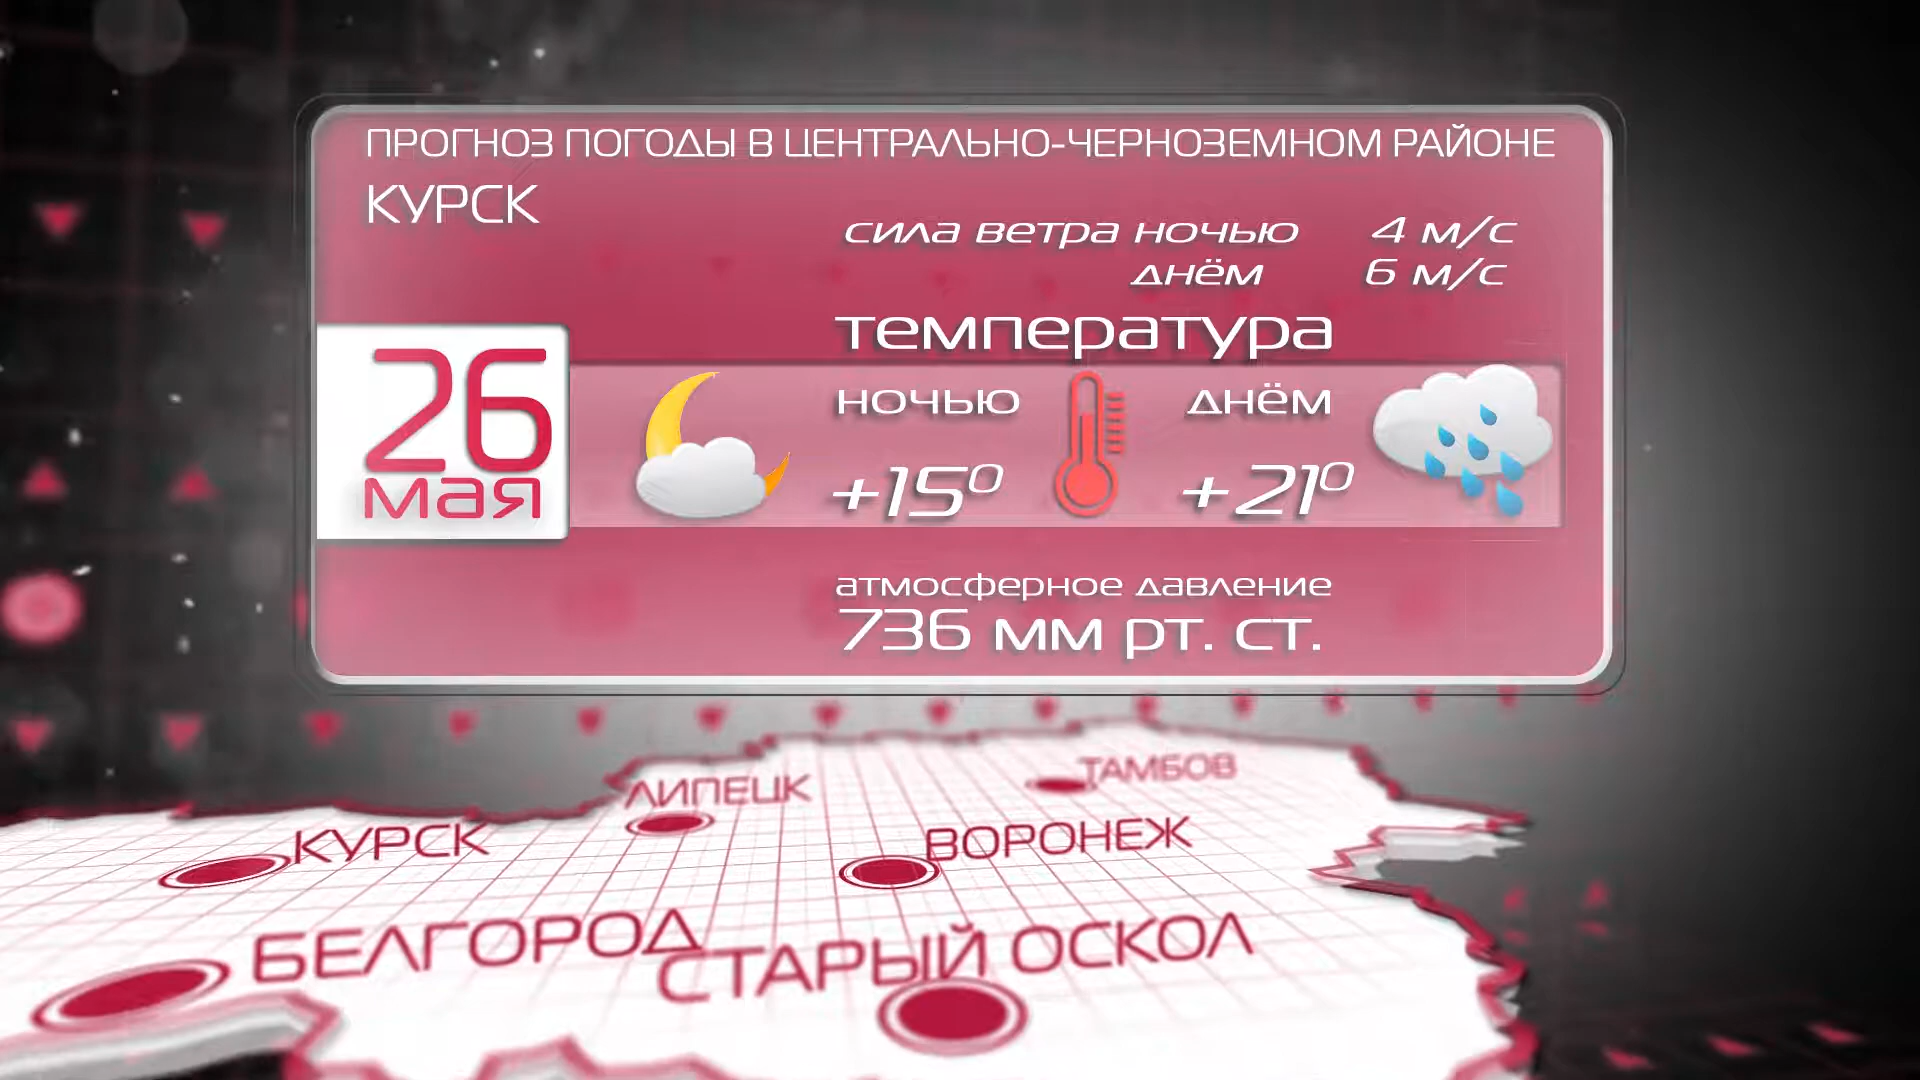 ПРОГНОЗ ПОГОДЫ В ЦЕНТРАЛЬНО-ЧЕРНОЗЕМНОМ РАЙОНЕ
КУРСК
сила ветра ночью 4 м/с
днём 6 м/с
температура
26
мая
ночью днём
+15⁰ +21⁰
атмосферное давление
736 мм рт. ст.
ТАМБОВ
ЛИПЕЦК
КУРСК
ВОРОНЕЖ
БЕЛГОРОД
СТАРЫЙ ОСКОЛ